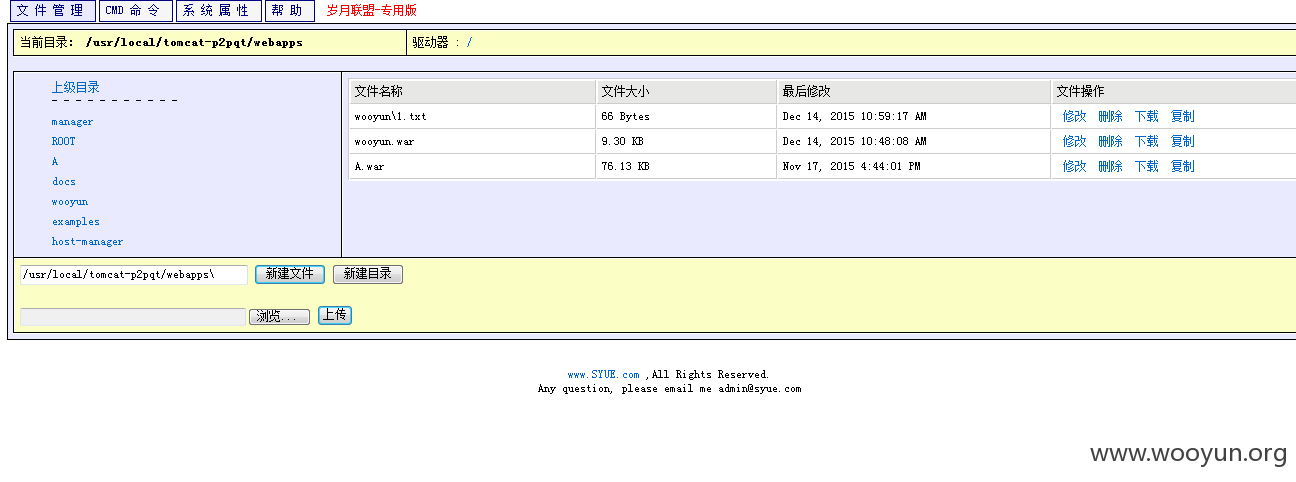 文件管理 CMD命令 系统属性 帮助 岁月联盟-专用版
当前目录: /usr/local/tomcat-p2pqt/webapps 驱动器 : /
上级目录
- - - - - - - - - - -
manager
ROOT
A
docs
wooyun
examples
host-manager
文件名称 文件大小 最后修改 文件操作
wooyun\1.txt 66 Bytes Dec 14, 2015 10:59:17 AM 修改 删除 下载 复制
wooyun.war 9.30 KB Dec 14, 2015 10:48:08 AM 修改 删除 下载 复制
A.war 76.13 KB Nov 17, 2015 4:44:01 PM 修改 删除 下载 复制
/usr/local/tomcat-p2pqt/webapps\ 新建文件 新建目录
浏览... 上传
www.SYUE.com ,All Rights Reserved.
Any question, please email me admin@syue.com
www.wooyun.org